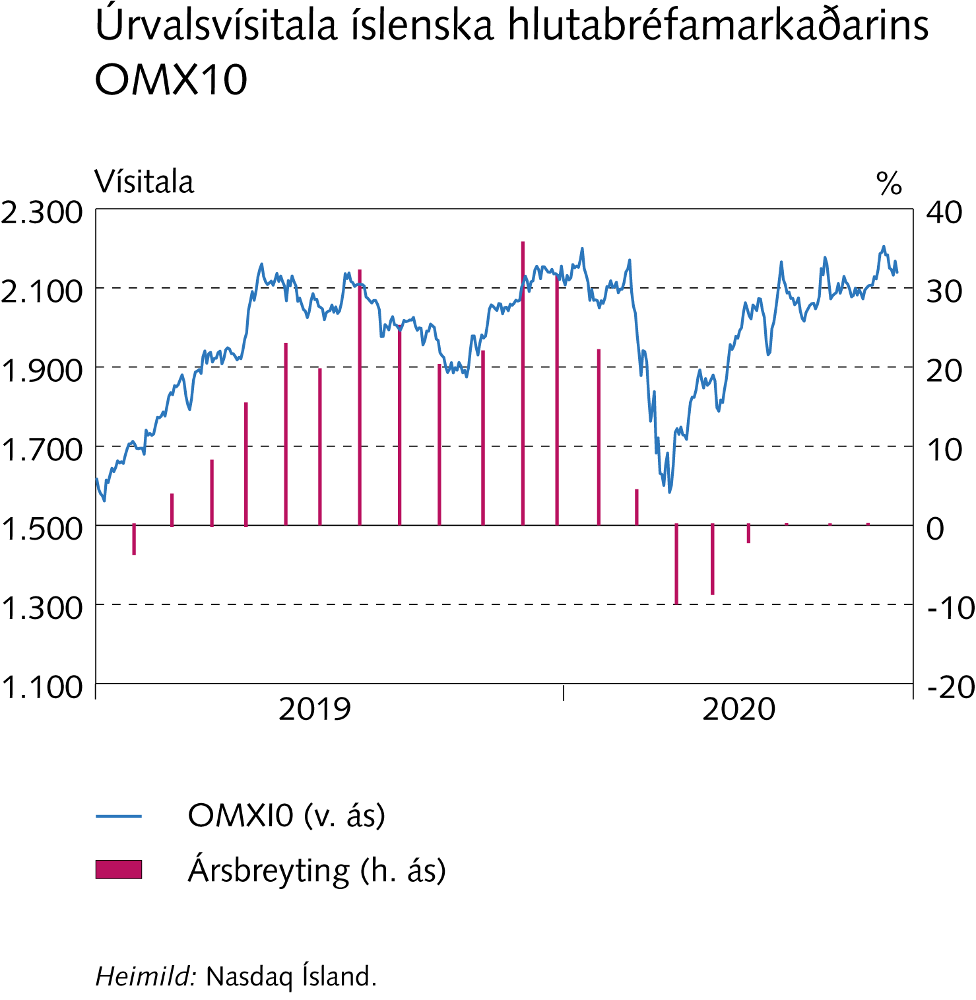 Úrvalsvísitala íslenska hlutabréfamarkaðarins
OMX10
Vísitala %
2.300 40
2.100 30
1.900 20
1.700 10
1.500 0
1.300 -10
1.100 -20
2019 2020
OMXI0 (v. ás)
Ársbreyting (h. ás)
Heimild: Nasdaq Ísland.